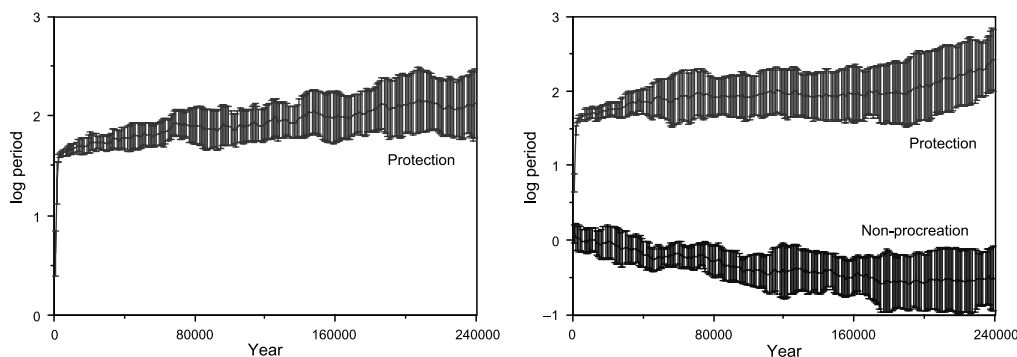 3
2
1
0
log period
Protection
0
80000
160000
240000
Year
3
2
1
0
−1
log period
Protection
Non-procreation
0
80000
160000
240000
Year